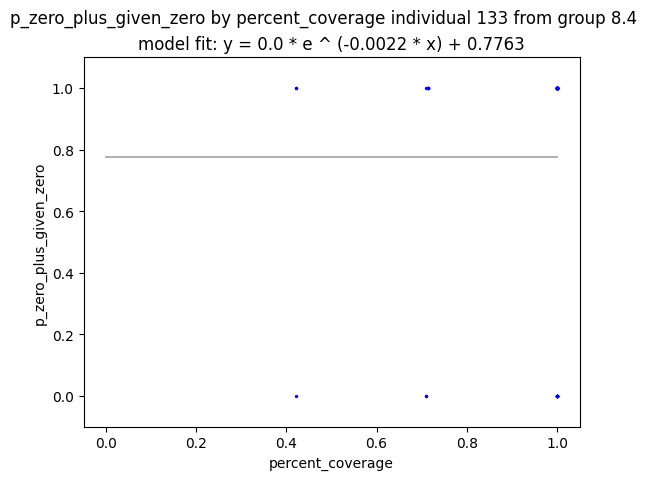 p_zero_plus_given_zero by percent_coverage individual 133 from group 8.4
model fit: y = 0.0 * e ^ (-0.0022 * x) + 0.7763
1.0
0.8
0.6
0.4
0.2
0.0
p_zero_plus_given_zero
0.0 0.2 0.4 0.6 0.8 1.0
percent_coverage